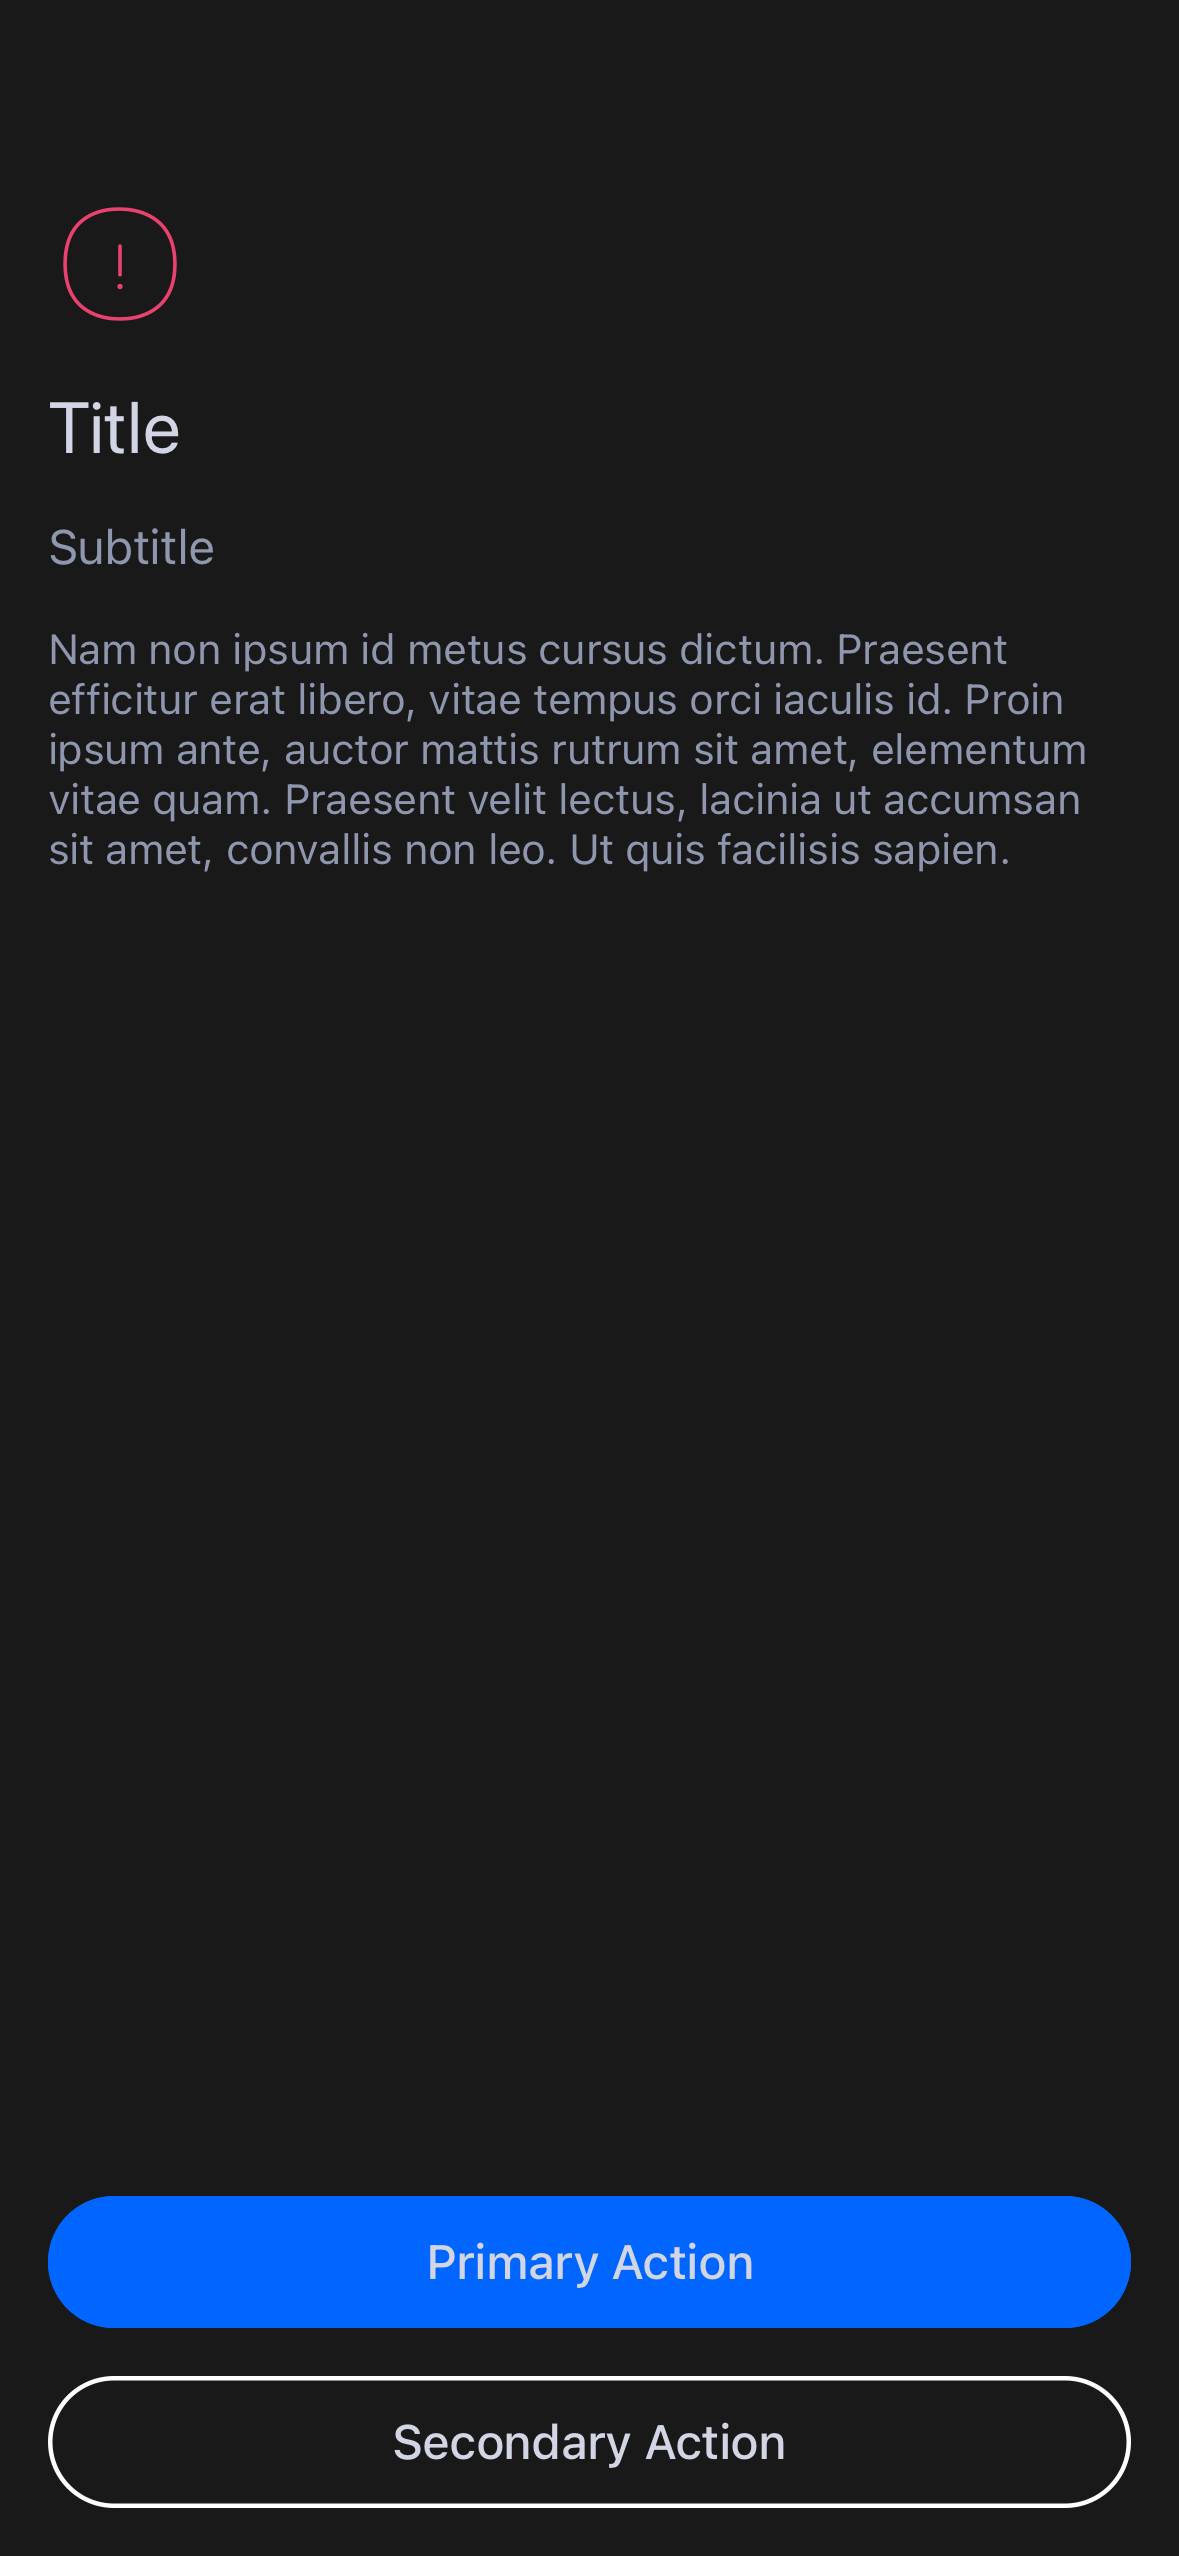 !
Title
Subtitle
Nam non ipsum id metus cursus dictum. Praesent
efficitur erat libero, vitae tempus orci iaculis id. Proin
ipsum ante, auctor mattis rutrum sit amet, elementum
vitae quam. Praesent velit lectus, lacinia ut accumsan
sit amet, convallis non leo. Ut quis facilisis sapien.
Primary Action
Secondary Action